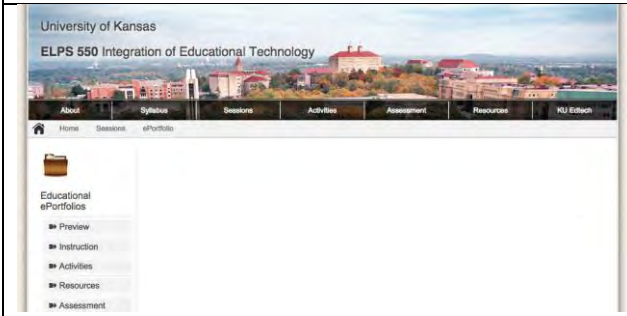 University of Kansas
ELPS 550 Integration of Educational Technology
About Syllabus Sessions Activities Assessment Resources KU Edtech
Home Sessions ePortfolio
Educational
ePortfolios
Preview
Instruction
Activities
Resources
Assessment